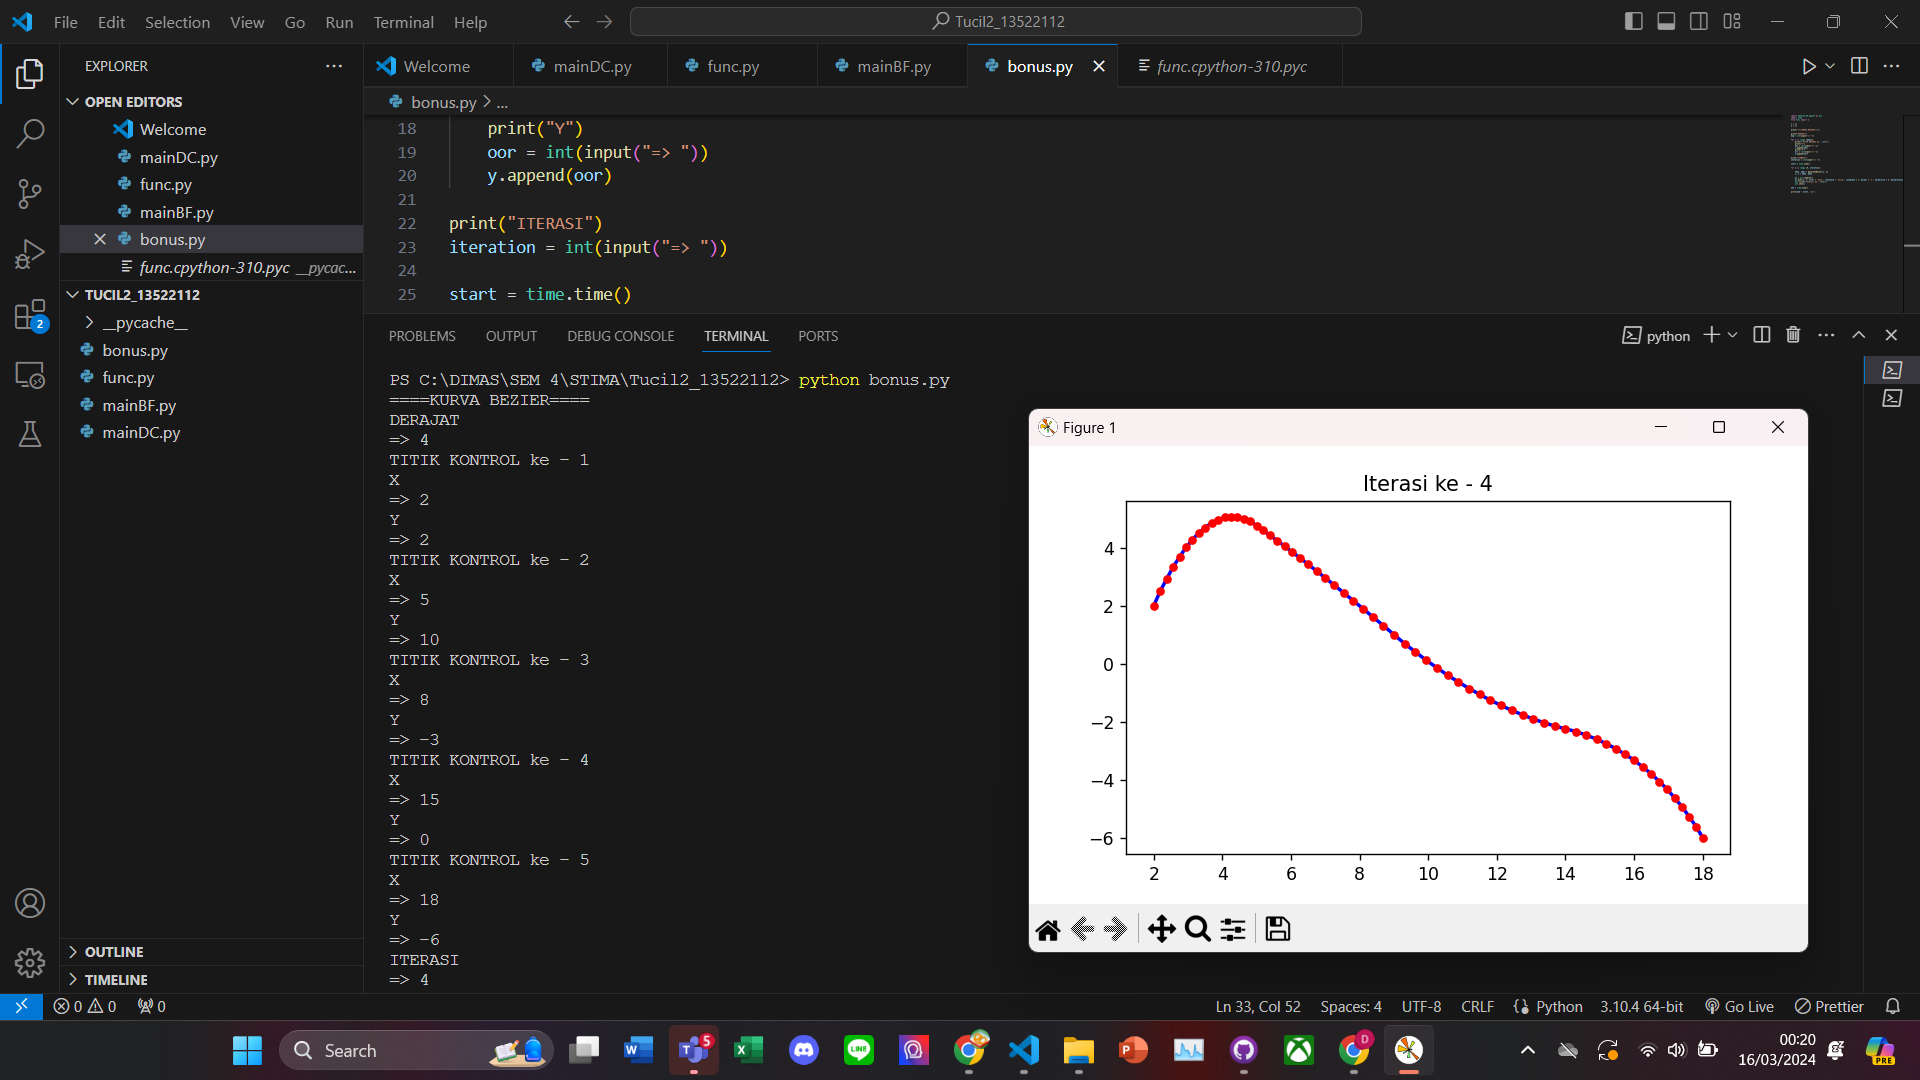 File Edit Selection View Go Run Terminal Help
Tucil2_13522112
EXPLORER
OPEN EDITORS
Welcome
mainDC.py
func.py
mainBF.py
bonus.py
func.cpython-310.pyc __pycac...
TUCIL2_13522112
__pycache__
bonus.py
func.py
mainBF.py
mainDC.py
OUTLINE
TIMELINE
Welcome mainDC.py func.py mainBF.py bonus.py func.cpython-310.pyc
bonus.py > ...
18 print("Y")
19 oor = int(input("=> "))
20 y.append(oor)
21
22 print("ITERASI")
23 iteration = int(input("=> "))
24
25 start = time.time()
PROBLEMS OUTPUT DEBUG CONSOLE TERMINAL PORTS
python
PS C:\DIMAS\SEM 4\STIMA\Tucil2_13522112> python bonus.py
====KURVA BEZIER====
DERAJAT
=> 4
TITIK KONTROL ke - 1
X
=> 2
Y
=> 2
TITIK KONTROL ke - 2
X
=> 5
Y
=> 10
TITIK KONTROL ke - 3
X
=> 8
Y
=> -3
TITIK KONTROL ke - 4
X
=> 15
Y
=> 0
TITIK KONTROL ke - 5
X
=> 18
Y
=> -6
ITERASI
=> 4
Figure 1
Iterasi ke - 4
4
2
0
−2
−4
−6
2 4 6 8 10 12 14 16 18
2
0 0 0
Ln 33, Col 52 Spaces: 4 UTF-8 CRLF Python 3.10.4 64-bit Go Live Prettier
Search
5
LINE
D
00:20
16/03/2024
PRE